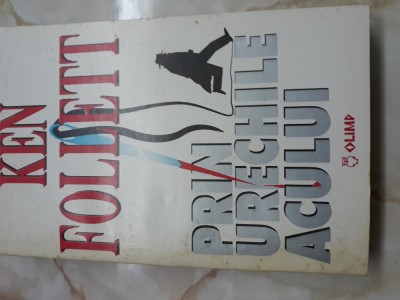 KEN
FOLLETT
PRIN
URECHILE
ACULUI
OLIMP